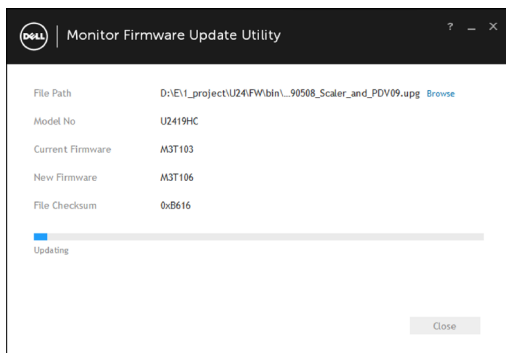 DELL Monitor Firmware Update Utility ? _ X
File Path D:\E\1_project\U24\FW\bin\...90508_Scaler_and_PDV09.upg Browse
Model No U2419HC
Current Firmware M3T103
New Firmware M3T106
File Checksum 0xB616
Updating
Close